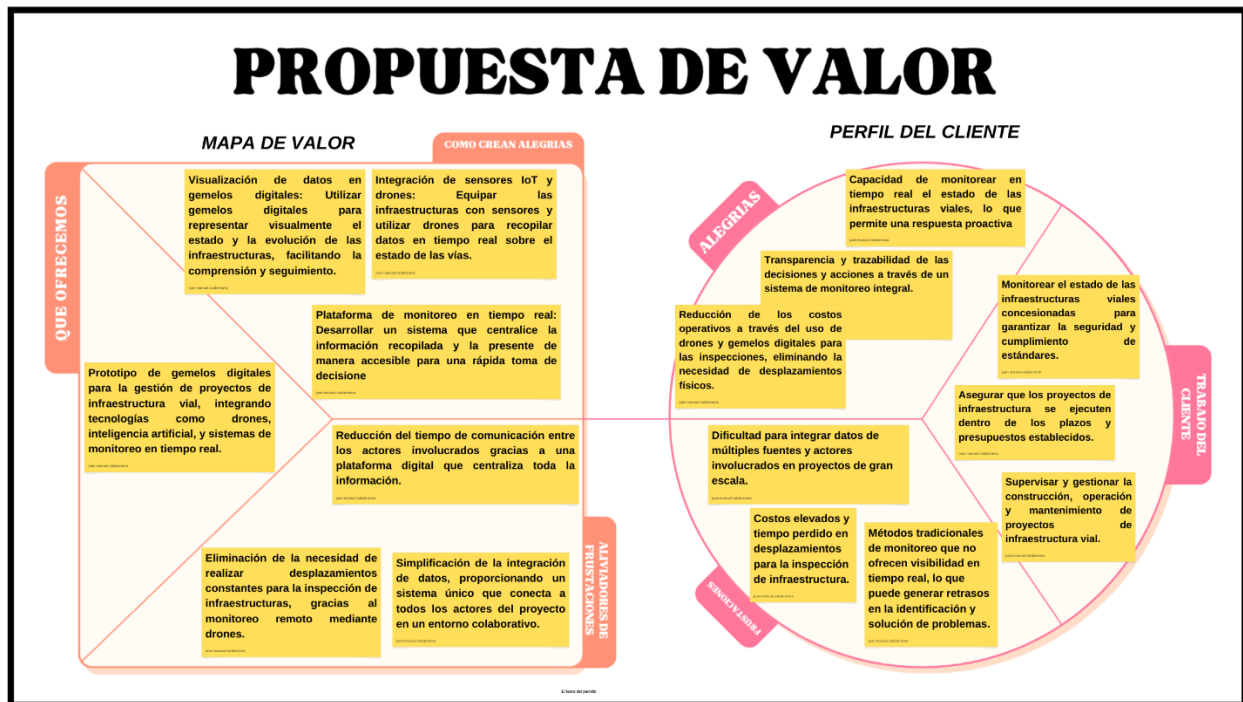 PROPUESTA DE VALOR
MAPA DE VALOR
COMO CREAN ALEGRIAS
QUE OFRECEMOS
Visualización de datos en
gemelos digitales: Utilizar
gemelos digitales para
representar visualmente el
estado y la evolución de las
infraestructuras, facilitando la
comprensión y seguimiento.
Integración de sensores IoT y
drones: Equipar las
infraestructuras con sensores y
utilizar drones para recopilar
datos en tiempo real sobre el
estado de las vías.
Plataforma de monitoreo en tiempo real:
Desarrollar un sistema que centralice la
información recopilada y la presente de
manera accesible para una rápida toma de
decisione
Prototipo de gemelos digitales
para la gestión de proyectos de
infraestructura vial, integrando
tecnologías como drones,
inteligencia artificial, y sistemas de
monitoreo en tiempo real.
Reducción del tiempo de comunicación entre
los actores involucrados gracias a una
plataforma digital que centraliza toda la
información.
Eliminación de la necesidad de
realizar desplazamientos
constantes para la inspección de
infraestructuras, gracias al
monitoreo remoto mediante
drones.
Simplificación de la integración
de datos, proporcionando un
sistema único que conecta a
todos los actores del proyecto
en un entorno colaborativo.
ALIVIADORES DE
FRUSTACIONES
PERFIL DEL CLIENTE
ALEGRIAS
Capacidad de monitorear en
tiempo real el estado de las
infraestructuras viales, lo que
permite una respuesta proactiva
Transparencia y trazabilidad de las
decisiones y acciones a través de un
sistema de monitoreo integral.
Reducción de los costos
operativos a través del uso de
drones y gemelos digitales para
las inspecciones, eliminando la
necesidad de desplazamientos
físicos.
Monitorear el estado de las
infraestructuras viales
concesionadas para
garantizar la seguridad y
cumplimiento de
estándares.
Asegurar que los proyectos de
infraestructura se ejecuten
dentro de los plazos y
presupuestos establecidos.
Supervisar y gestionar la
construcción, operación
y mantenimiento de
proyectos de
infraestructura vial.
TRABAJO DEL
CLIENTE
Dificultad para integrar datos de
múltiples fuentes y actores
involucrados en proyectos de gran
escala.
Costos elevados y
tiempo perdido en
desplazamientos
para la inspección
de infraestructura.
Métodos tradicionales
de monitoreo que no
ofrecen visibilidad en
tiempo real, lo que
puede generar retrasos
en la identificación y
solución de problemas.
FRUSTACIONES